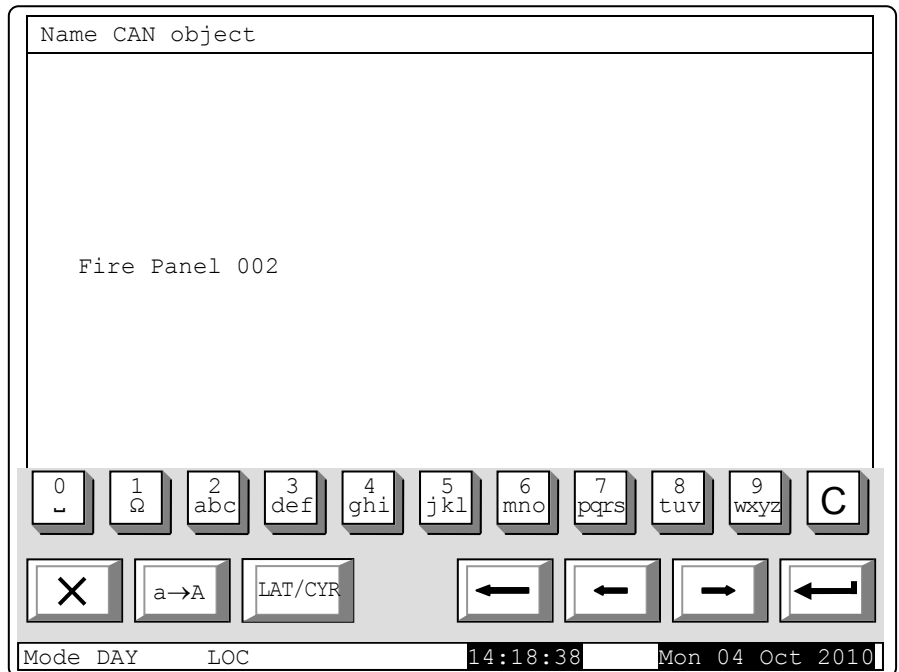 Name CAN object
Fire Panel 002
0 1 2 3 4 5 6 7 8 9
␣ Ω abc def ghi jkl mno pqrs tuv wxyz C
a→A LAT/CYR
Mode DAY LOC 14:18:38 Mon 04 Oct 2010